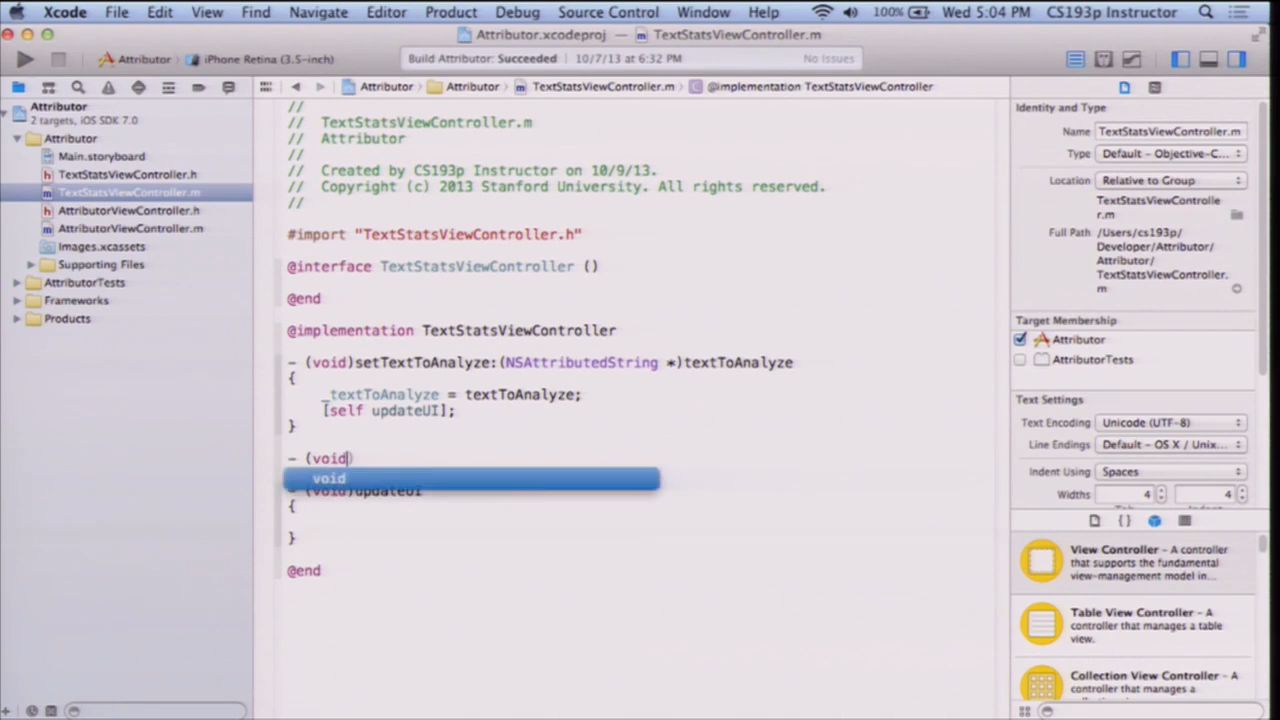 Xcode File Edit View Find Navigate Editor Product Debug Source Control Window Help 100% Wed 5:04 PM CS193p Instructor
Attributor.xcodeproj — TextStatsViewController.m
Attributor iPhone Retina (3.5-inch) Build Attributor: Succeeded 10/7/13 at 6:32 PM No Issues
Attributor Attributor TextStatsViewController.m @implementation TextStatsViewController
Attributor
2 targets, iOS SDK 7.0
Attributor
Main.storyboard
TextStatsViewController.h
TextStatsViewController.m
AttributorViewController.h
AttributorViewController.m
Images.xcassets
Supporting Files
AttributorTests
Frameworks
Products
//
// TextStatsViewController.m
// Attributor
//
// Created by CS193p Instructor on 10/9/13.
// Copyright (c) 2013 Stanford University. All rights reserved.
//
#import "TextStatsViewController.h"
@interface TextStatsViewController ()
@end
@implementation TextStatsViewController
- (void)setTextToAnalyze:(NSAttributedString *)textToAnalyze
{
_textToAnalyze = textToAnalyze;
[self updateUI];
}
- (void)
void
- (void)updateUI
{
}
@end
Identity and Type
Name TextStatsViewController.m
Type Default - Objective-C...
Location Relative to Group
TextStatsViewControlle
r.m
Full Path /Users/cs193p/
Developer/Attributor/
Attributor/
TextStatsViewController.
m
Target Membership
Attributor
AttributorTests
Text Settings
Text Encoding Unicode (UTF-8)
Line Endings Default - OS X / Unix...
Indent Using Spaces
Widths 4 4
{}
View Controller - A controller
that supports the fundamental
view-management model in...
Table View Controller - A
controller that manages a table
view.
Collection View Controller - A
controller that manages a